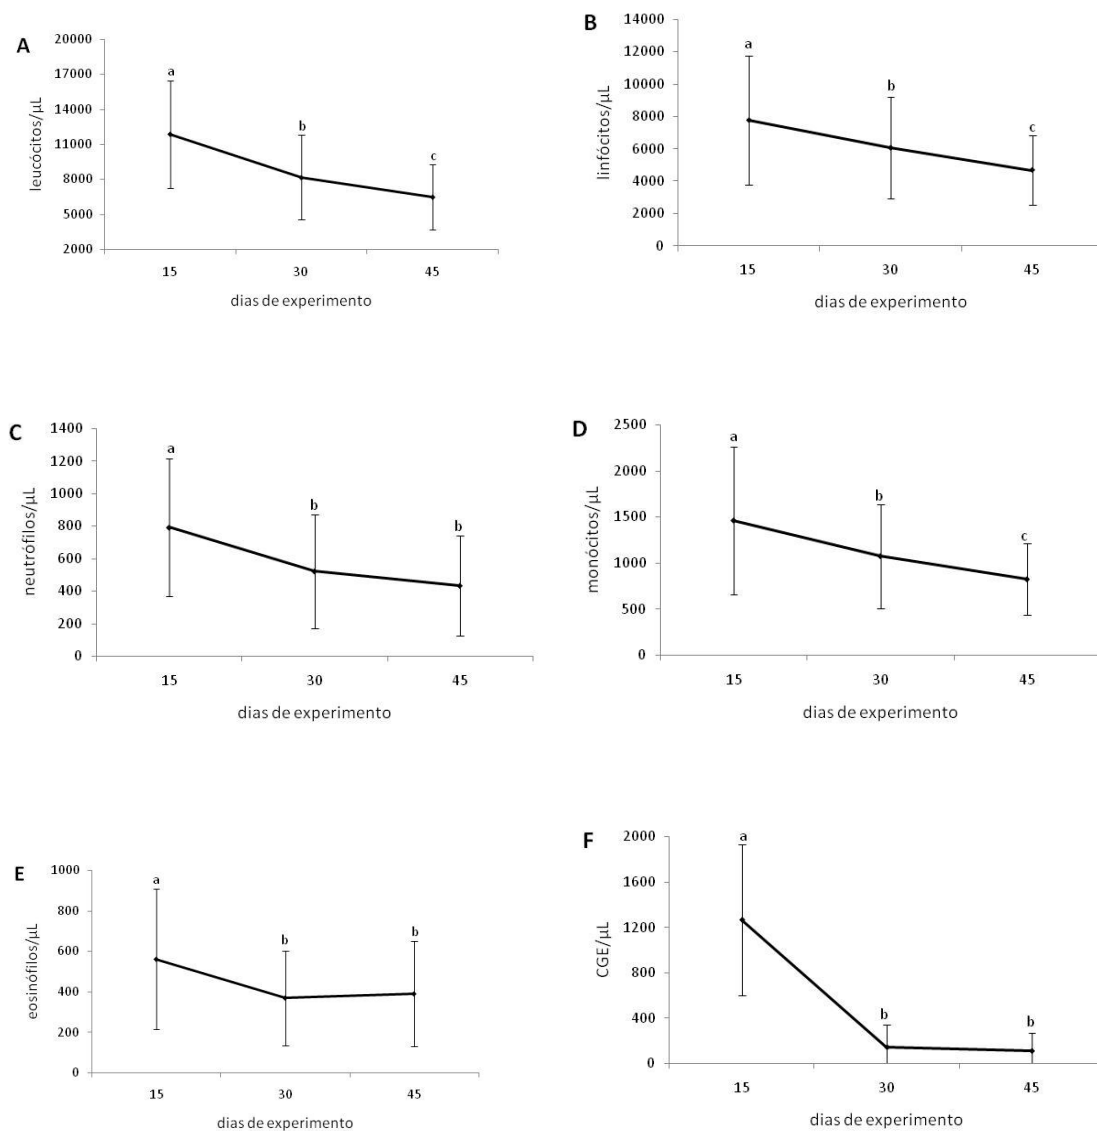 A
20000
17000
14000
11000
8000
5000
2000
leucócitos/µL
a
b
c
15 30 45
dias de experimento
B
14000
12000
10000
8000
6000
4000
2000
0
linfócitos/µL
a
b
c
15 30 45
dias de experimento
C
1400
1200
1000
800
600
400
200
0
neutrófilos/µL
a
b
b
15 30 45
dias de experimento
D
2500
2000
1500
1000
500
0
monócitos/µL
a
b
c
15 30 45
dias de experimento
E
1000
800
600
400
200
0
eosinófilos/µL
a
b
b
15 30 45
dias de experimento
F
2000
1600
1200
800
400
0
CGE/µL
a
b
b
15 30 45
dias de experimento